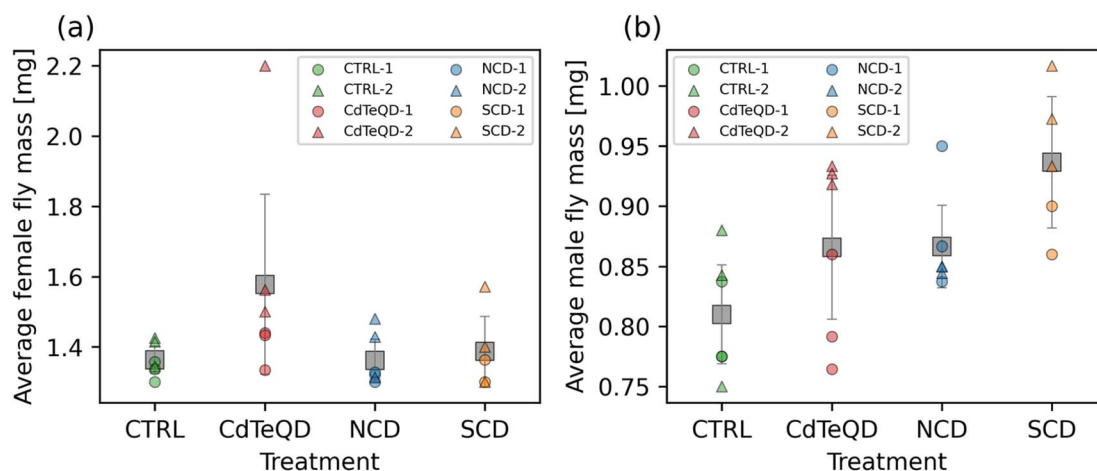 (a)
Average female fly mass [mg]
2.2
2.0
1.8
1.6
1.4
CTRL-1
CTRL-2
CdTeQD-1
CdTeQD-2
NCD-1
NCD-2
SCD-1
SCD-2
CTRL CdTeQD NCD SCD
Treatment
(b)
Average male fly mass [mg]
1.00
0.95
0.90
0.85
0.80
0.75
CTRL-1
CTRL-2
CdTeQD-1
CdTeQD-2
NCD-1
NCD-2
SCD-1
SCD-2
CTRL CdTeQD NCD SCD
Treatment